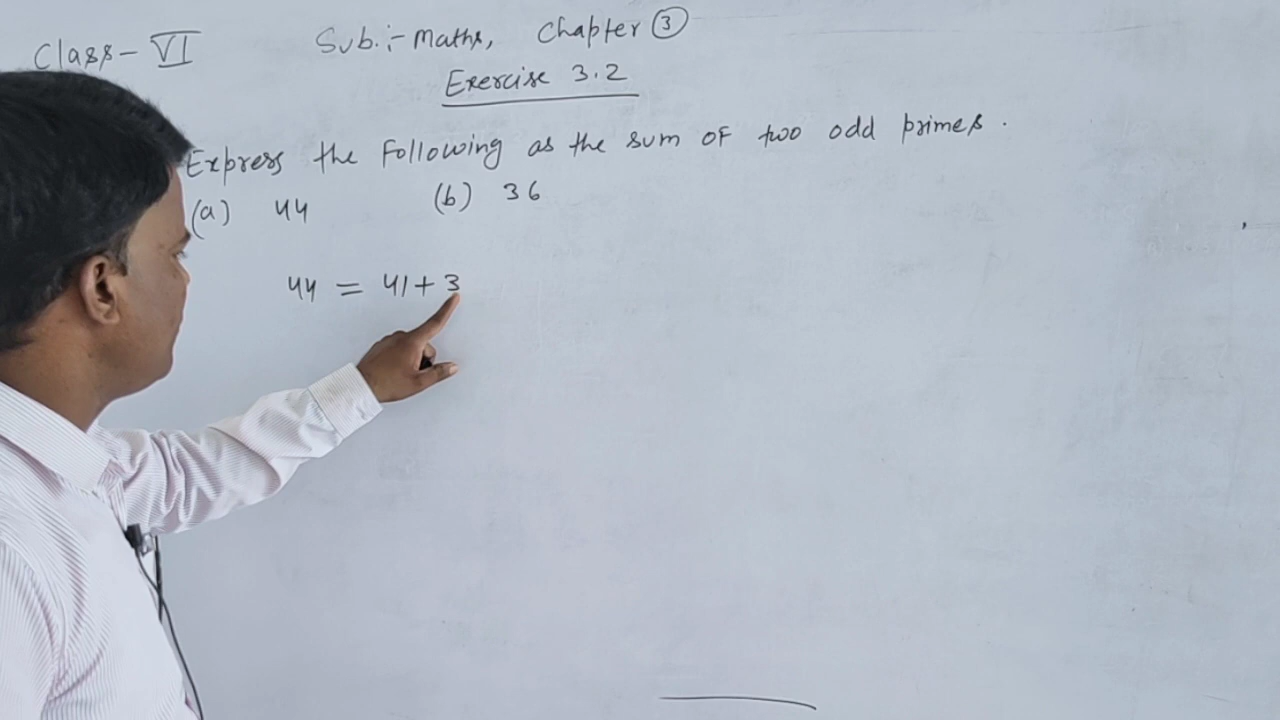 Class-VI Sub.:- Maths, Chapter 3
Exercise 3.2
Express the Following as the sum of two odd primes.
(a) 44 (b) 36
44 = 41+3